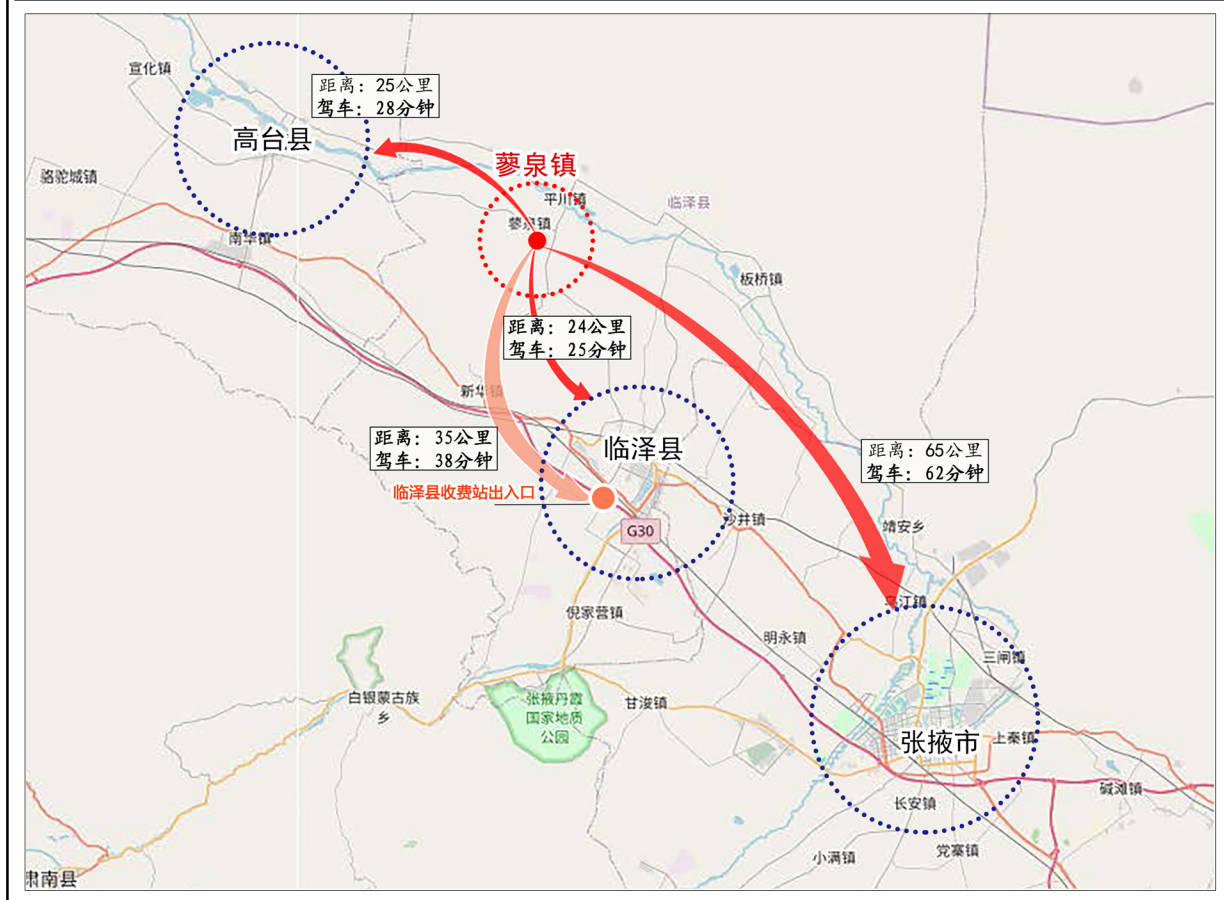 宣化镇
距离：25公里
驾车：28分钟
高台县
蓼泉镇
骆驼城镇
平川镇
临泽县
蓼泉镇
南华镇
板桥镇
距离：24公里
驾车：25分钟
新华镇
距离：35公里
驾车：38分钟
临泽县
距离：65公里
驾车：62分钟
临泽县收费站出入口
G30
沙井镇
靖安乡
倪家营镇
乌江镇
明永镇
三闸镇
白银蒙古族
乡
张掖丹霞
国家地质
公园
甘浚镇
张掖市
上秦镇
碱滩镇
长安镇
小满镇
党寨镇
肃南县